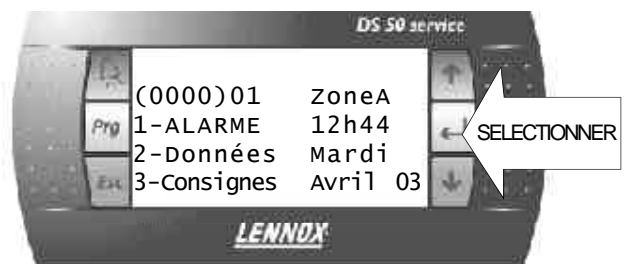 DS 50 service
(0000)01 ZoneA
Prg 1-ALARME 12h44
SELECTIONNER
2-Données Mardi
Esc 3-Consignes Avril 03
LENNOX